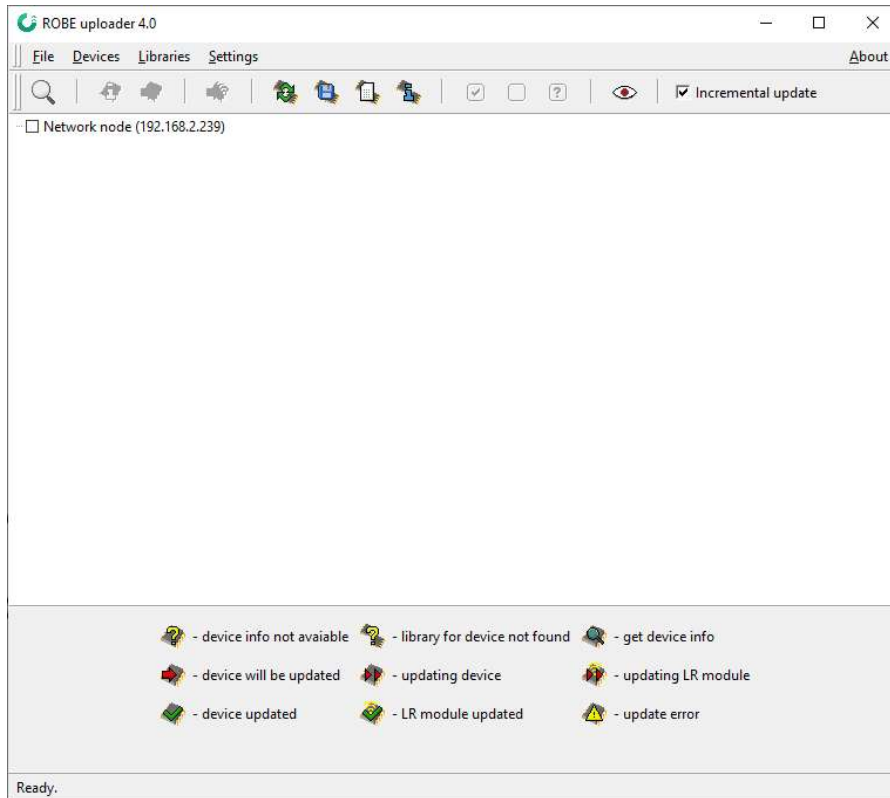 ROBE uploader 4.0
File Devices Libraries Settings About
Incremental update
Network node (192.168.2.239)
- device info not avaiable - library for device not found - get device info
- device will be updated - updating device - updating LR module
- device updated - LR module updated - update error
Ready.